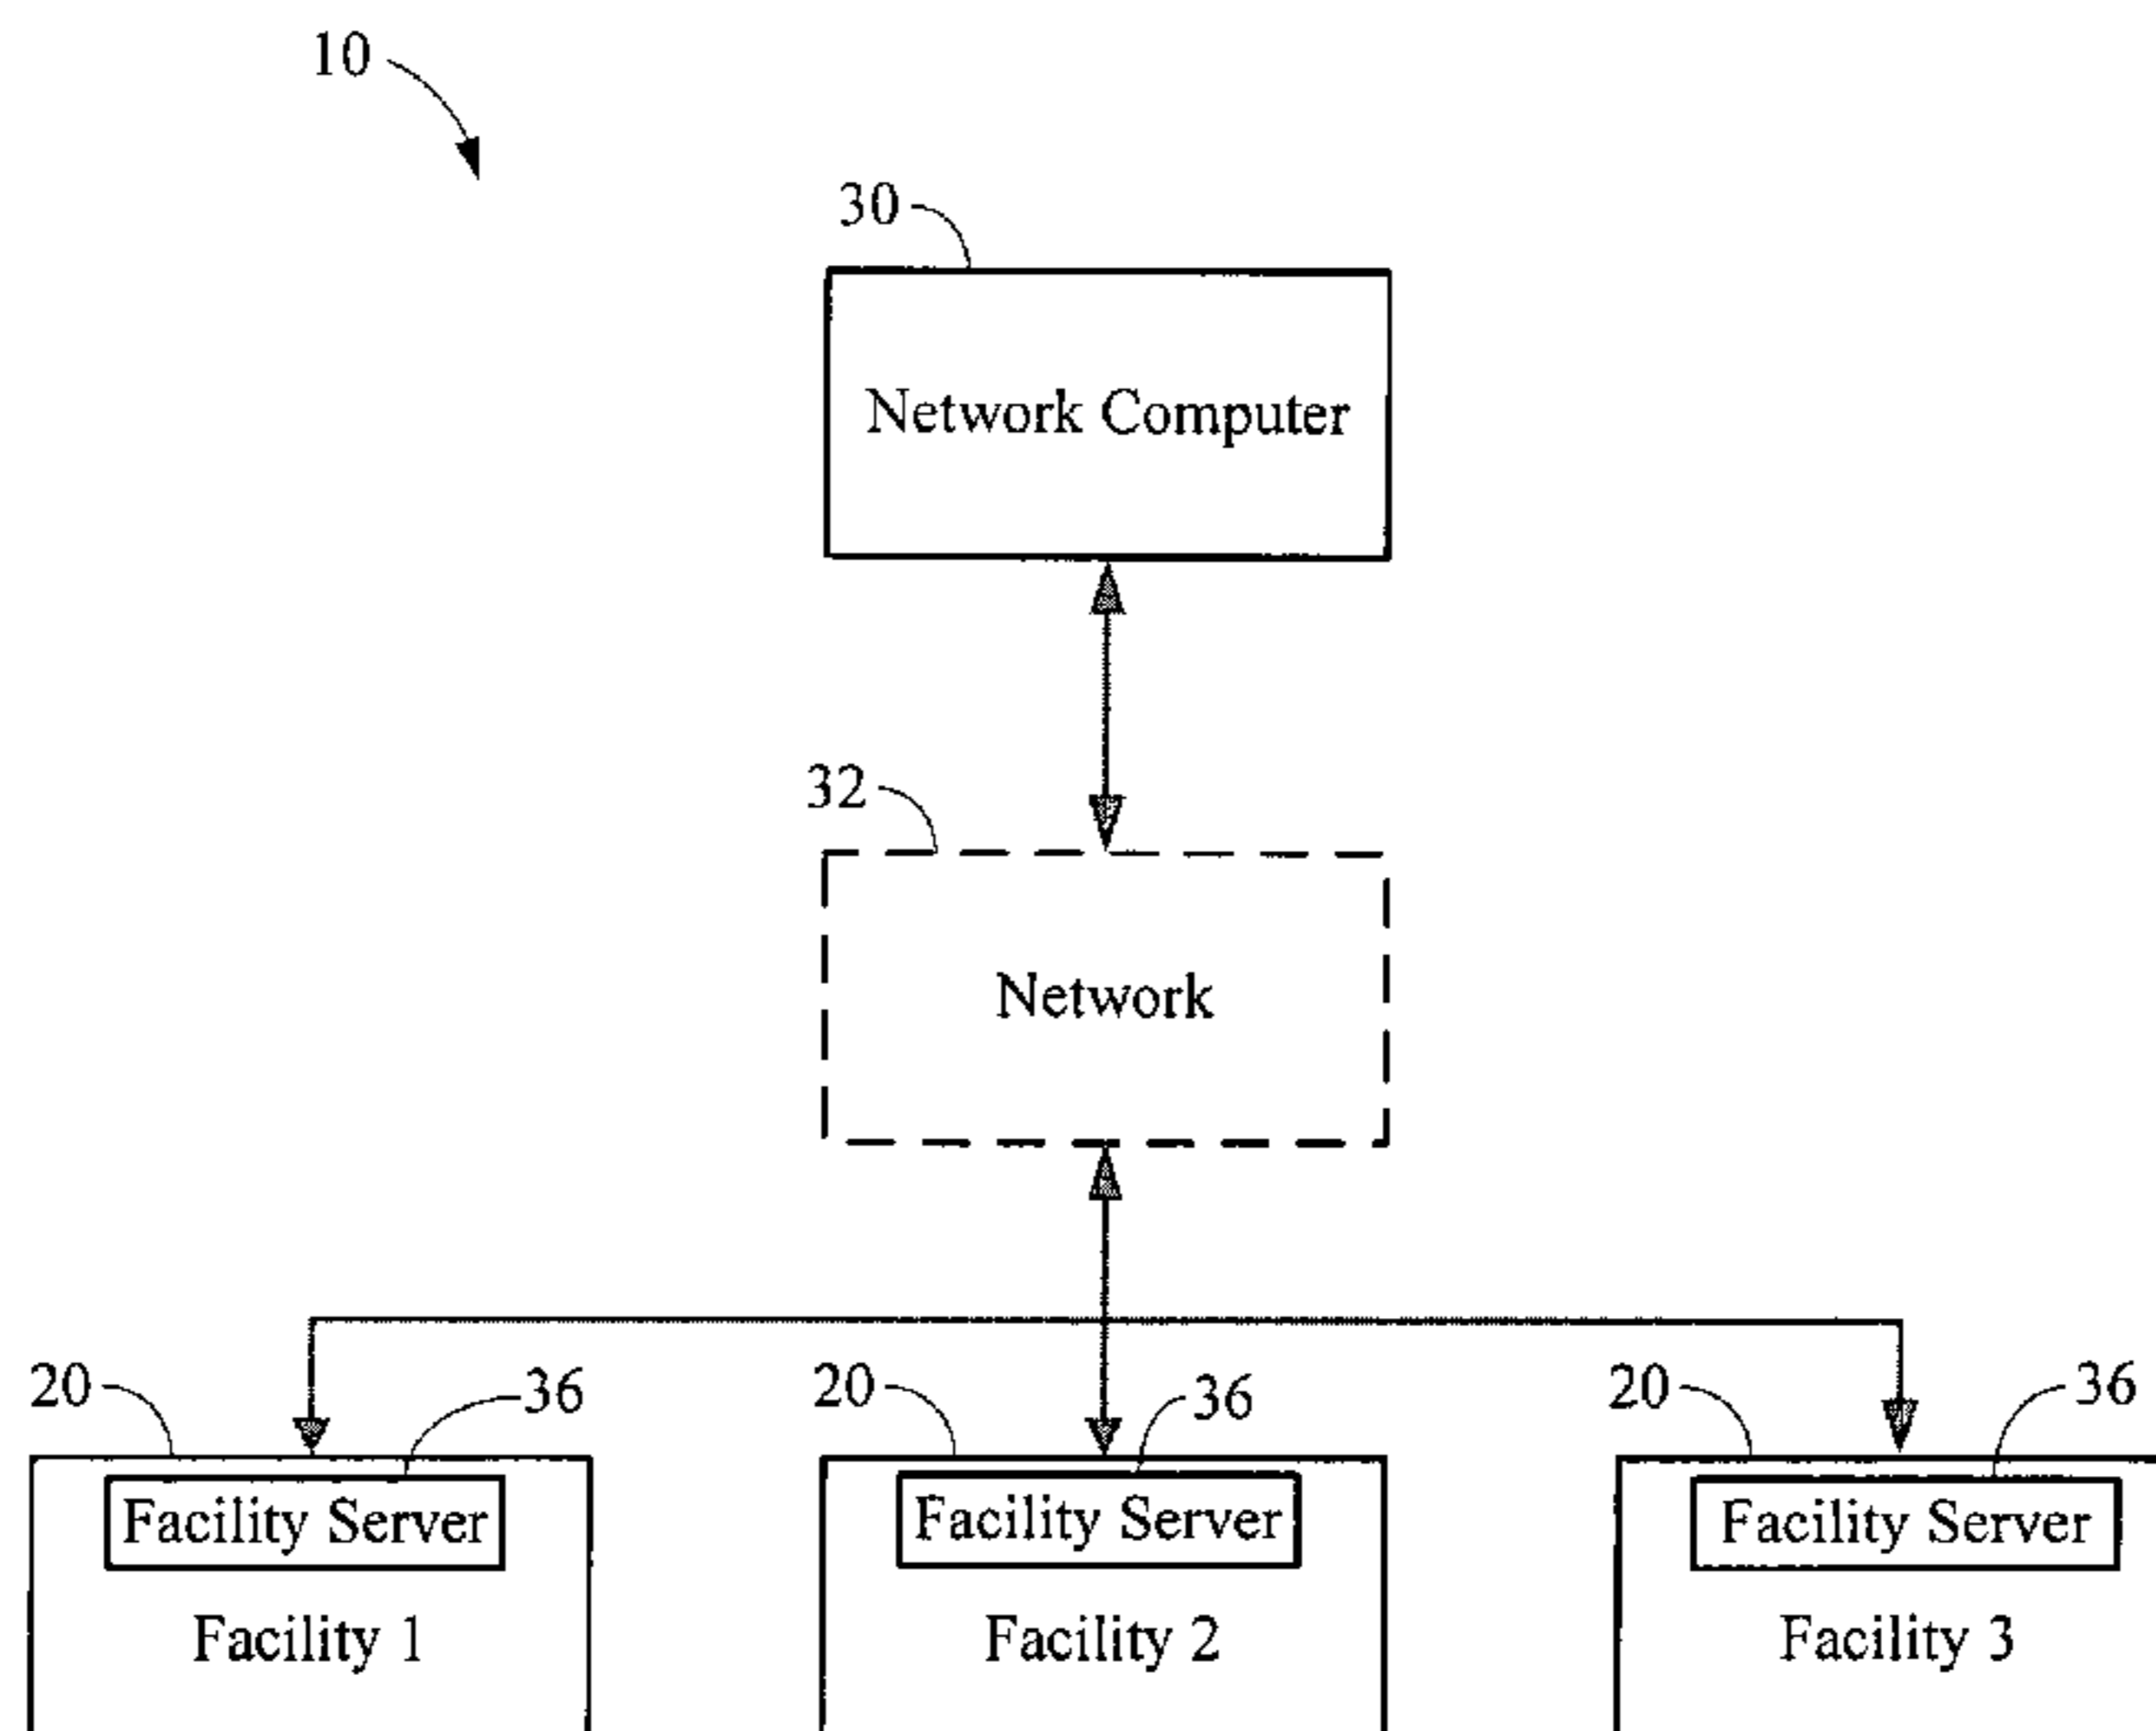 10
30
Network Computer
32
Network
20
36
20
36
20
36
Facility Server
Facility Server
Facility Server
Facility 1
Facility 2
Facility 3